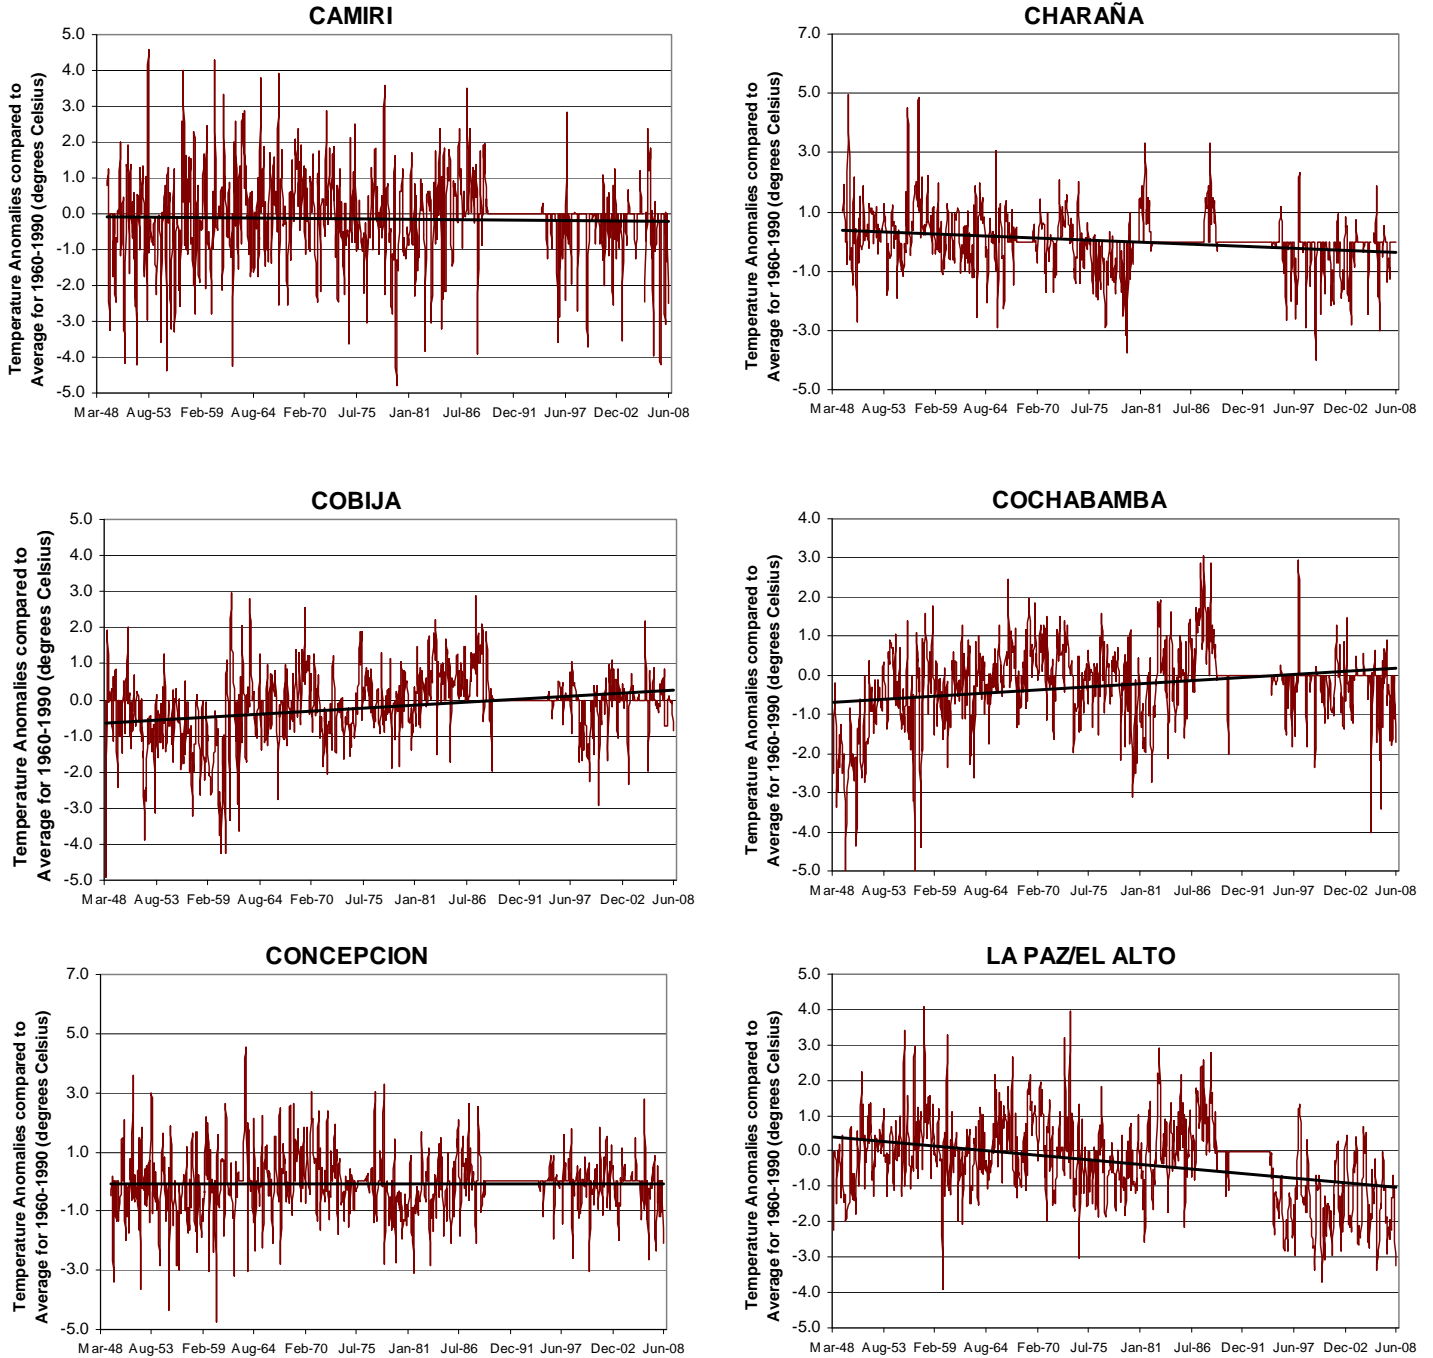 CAMIRI
Temperature Anomalies compared to
Average for 1960-1990 (degrees Celsius)
5.0
4.0
3.0
2.0
1.0
0.0
-1.0
-2.0
-3.0
-4.0
-5.0
Mar-48 Aug-53 Feb-59 Aug-64 Feb-70 Jul-75 Jan-81 Jul-86 Dec-91 Jun-97 Dec-02 Jun-08
CHARAÑA
Temperature Anomalies compared to
Average for 1960-1990 (degrees Celsius)
7.0
5.0
3.0
1.0
-1.0
-3.0
-5.0
Mar-48 Aug-53 Feb-59 Aug-64 Feb-70 Jul-75 Jan-81 Jul-86 Dec-91 Jun-97 Dec-02 Jun-08
COBIJA
Temperature Anomalies compared to
Average for 1960-1990 (degrees Celsius)
5.0
4.0
3.0
2.0
1.0
0.0
-1.0
-2.0
-3.0
-4.0
-5.0
Mar-48 Aug-53 Feb-59 Aug-64 Feb-70 Jul-75 Jan-81 Jul-86 Dec-91 Jun-97 Dec-02 Jun-08
COCHABAMBA
Temperature Anomalies compared to
Average for 1960-1990 (degrees Celsius)
4.0
3.0
2.0
1.0
0.0
-1.0
-2.0
-3.0
-4.0
-5.0
Mar-48 Aug-53 Feb-59 Aug-64 Feb-70 Jul-75 Jan-81 Jul-86 Dec-91 Jun-97 Dec-02 Jun-08
CONCEPCION
Temperature Anomalies compared to
Average for 1960-1990 (degrees Celsius)
7.0
5.0
3.0
1.0
-1.0
-3.0
-5.0
Mar-48 Aug-53 Feb-59 Aug-64 Feb-70 Jul-75 Jan-81 Jul-86 Dec-91 Jun-97 Dec-02 Jun-08
LA PAZ/EL ALTO
Temperature Anomalies compared to
Average for 1960-1990 (degrees Celsius)
5.0
4.0
3.0
2.0
1.0
0.0
-1.0
-2.0
-3.0
-4.0
-5.0
Mar-48 Aug-53 Feb-59 Aug-64 Feb-70 Jul-75 Jan-81 Jul-86 Dec-91 Jun-97 Dec-02 Jun-08